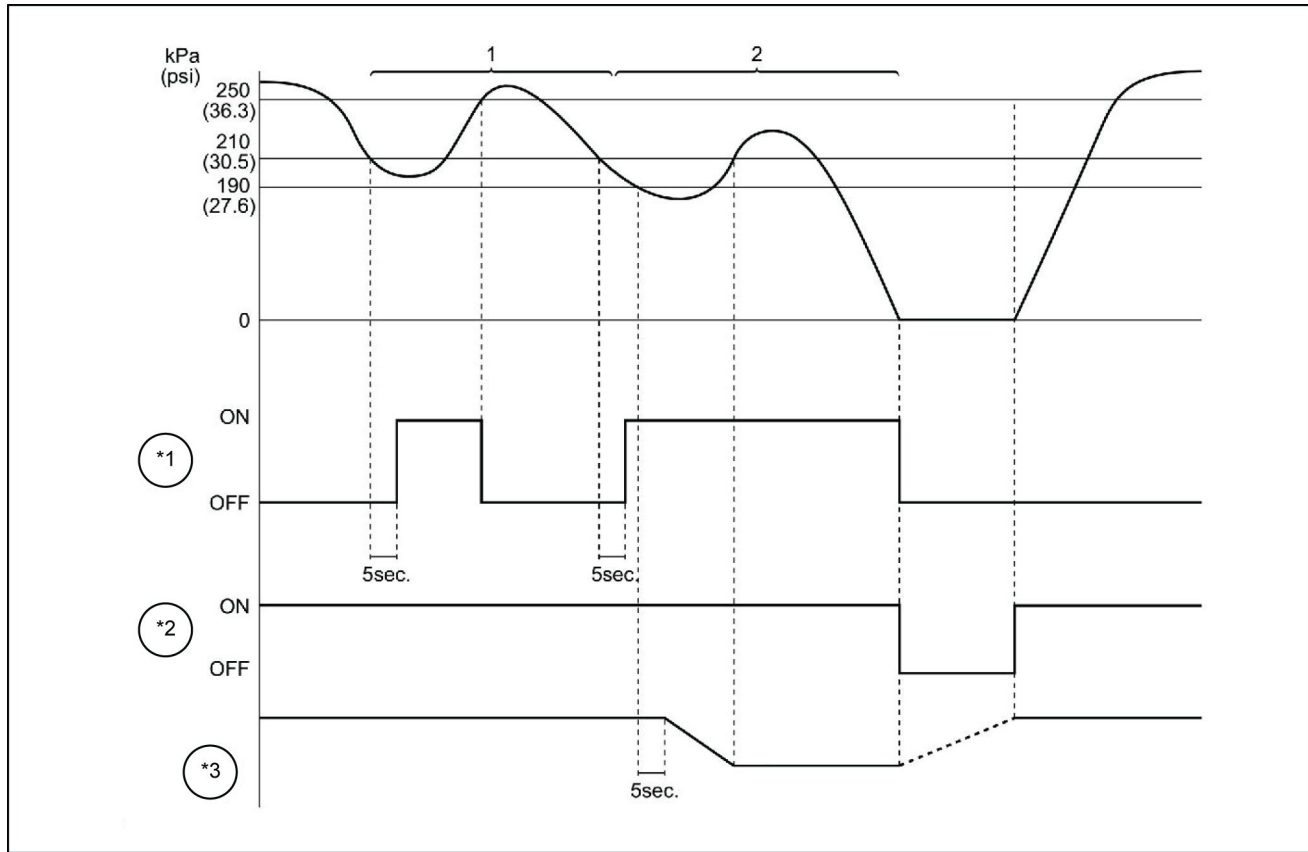 kPa
(psi)
1
2
250
(36.3)
210
(30.5)
190
(27.6)
0
ON
*1
OFF
5sec.
5sec.
ON
*2
OFF
*3
5sec.